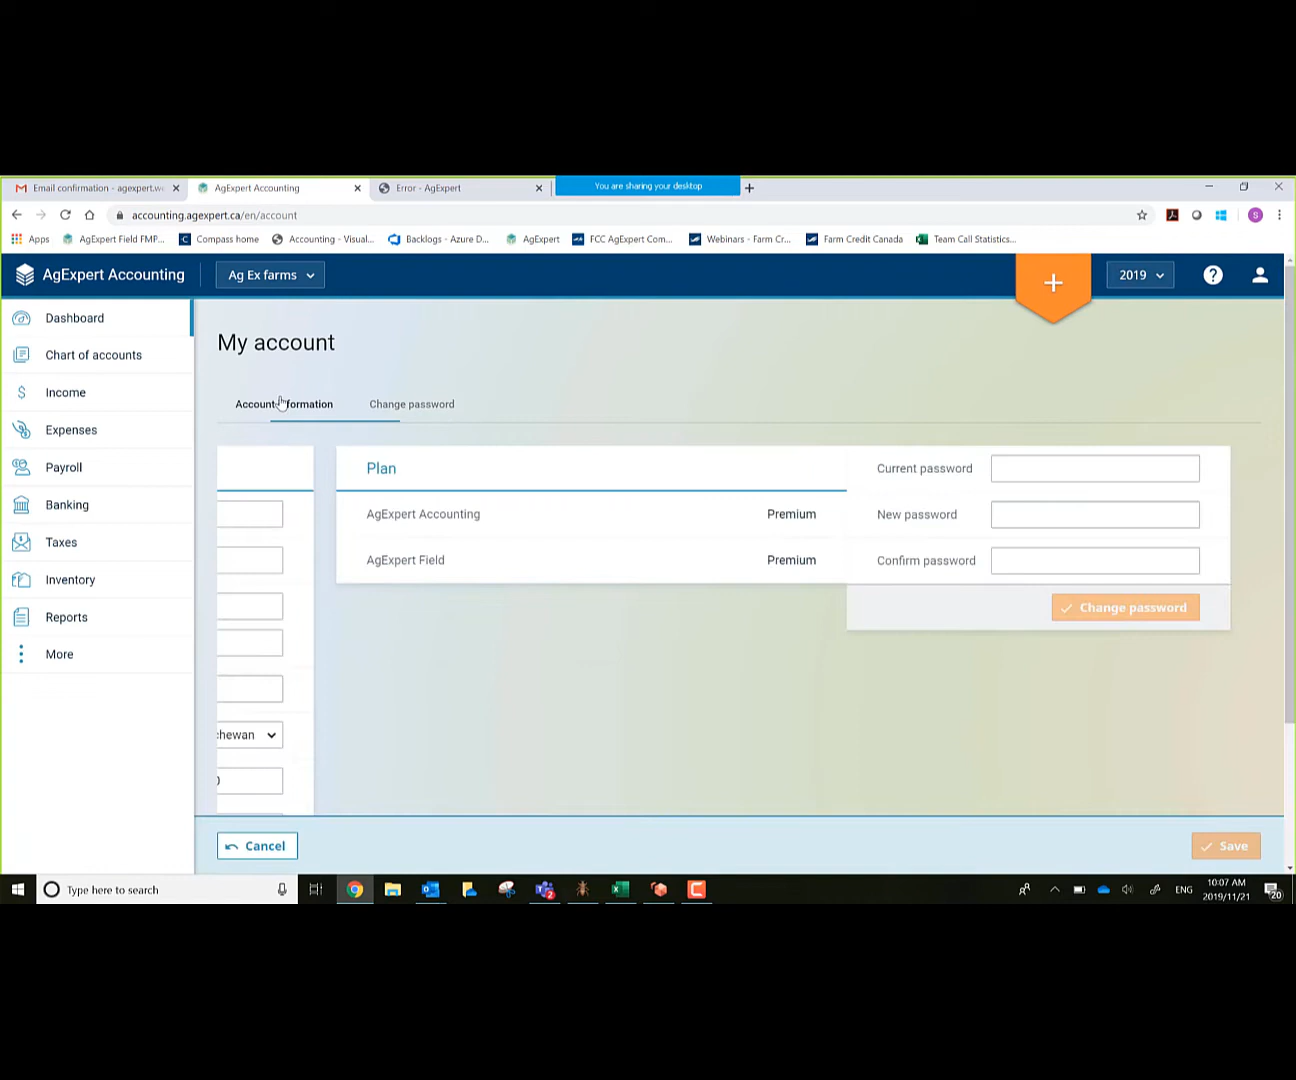 Email confirmation - agexpert.w
AgExpert Accounting
Error - AgExpert
You are sharing your desktop
accounting.agexpert.ca/en/account
S
Apps
AgExpert Field FMP...
Compass home
Accounting - Visual...
Backlogs - Azure D...
AgExpert
FCC AgExpert Com...
Webinars - Farm Cr...
Farm Credit Canada
Team Call Statistics...
AgExpert Accounting
Ag Ex farms
+
2019
?
Dashboard
Chart of accounts
Income
Expenses
Payroll
Banking
Taxes
Inventory
Reports
More
My account
Change password
Plan
AgExpert Accounting
Premium
AgExpert Field
Premium
Current password
New password
Confirm password
Change password
chewan
Cancel
Save
Type here to search
ENG
10:07 AM
2019/11/21
20